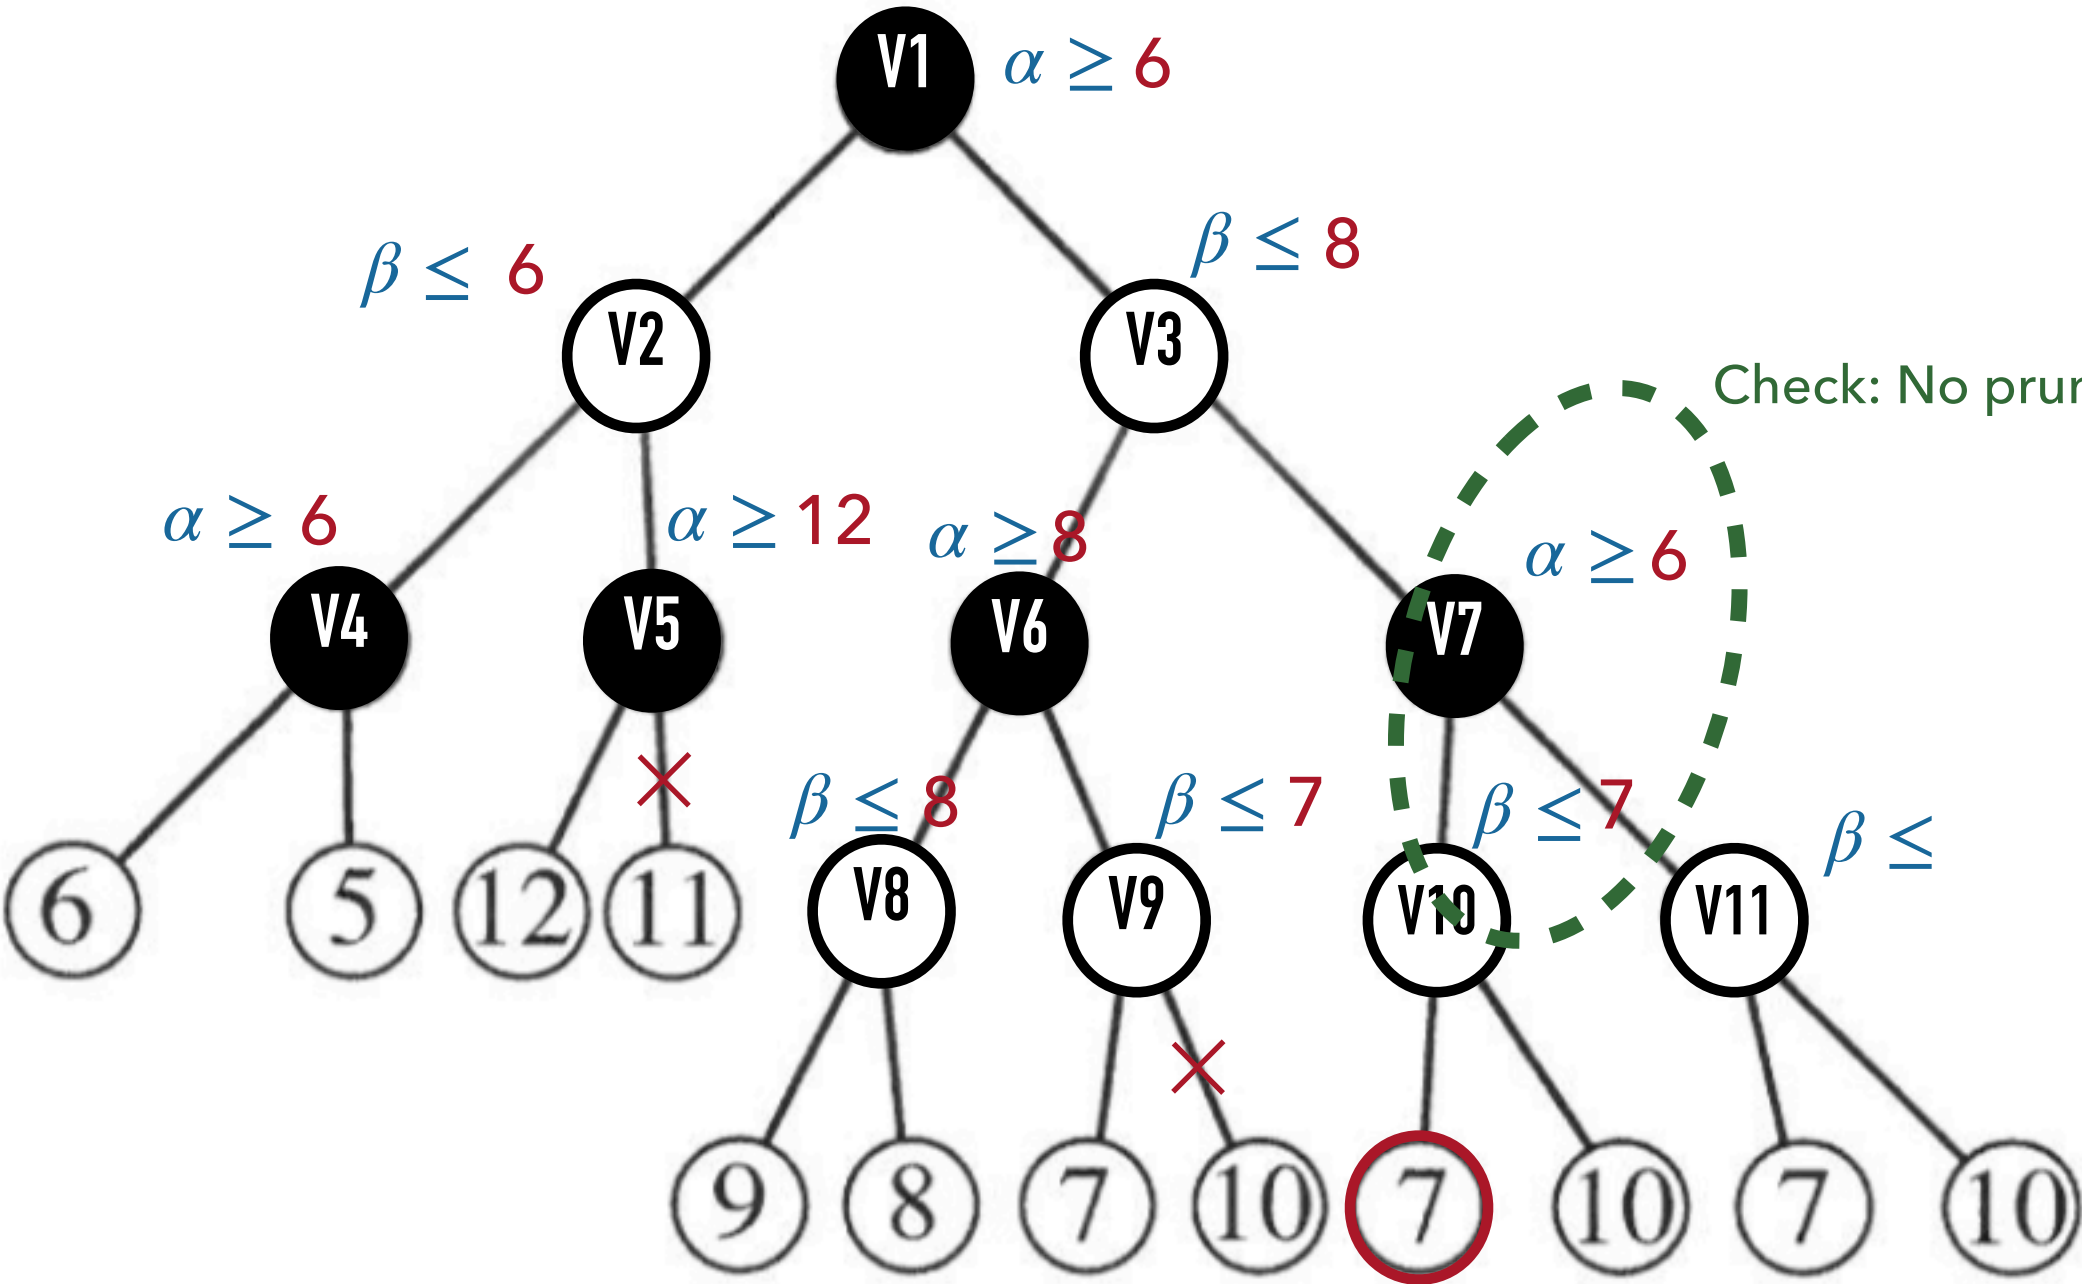 V1 α ≥ 6
β ≤ 6
β ≤ 8
V2
V3
Check: No prun
α ≥ 6
α ≥ 12
α ≥ 8
α ≥ 6
V4
V5
V6
V7
β ≤ 8
β ≤ 7
β ≤ 7
β ≤
6
5
12
11
V8
V9
V10
V11
9
8
7
10
7
10
7
10